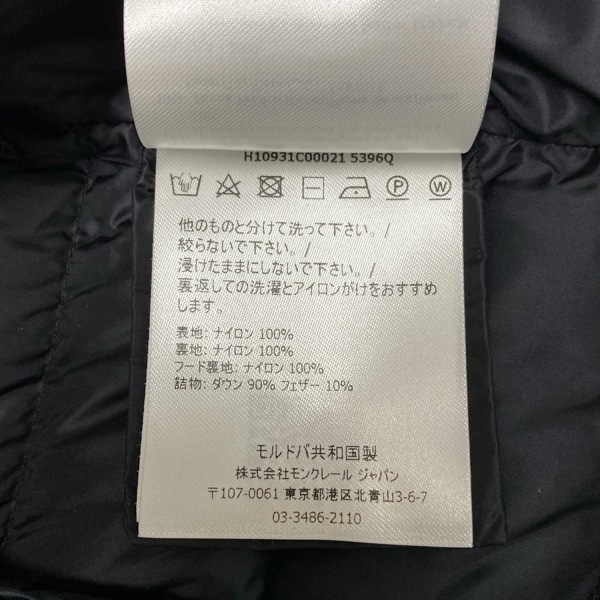 H10931C00021 5396Q
P
W
他のものと分けて洗って下さい。/
絞らないで下さい。/
浸けたままにしないで下さい。/
裏返しての洗濯とアイロンがけをおすすめ
します。
表地: ナイロン 100%
裏地: ナイロン 100%
フード裏地: ナイロン 100%
詰物: ダウン 90% フェザー 10%
モルドバ共和国製
株式会社モンクレール ジャパン
〒107-0061 東京都港区北青山3-6-7
03-3486-2110